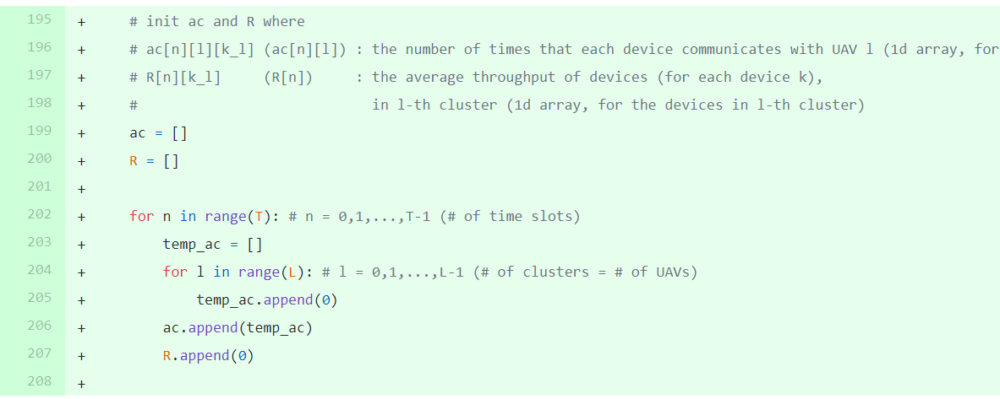 195 +     # init ac and R where
196 +     # ac[n][l][k_l] (ac[n][l]) : the number of times that each device communicates with UAV l (1d array, for
197 +     # R[n][k_l]     (R[n])     : the average throughput of devices (for each device k),
198 +     #                            in l-th cluster (1d array, for the devices in l-th cluster)
199 +     ac = []
200 +     R = []
201 +
202 +     for n in range(T): # n = 0,1,...,T-1 (# of time slots)
203 +         temp_ac = []
204 +         for l in range(L): # l = 0,1,...,L-1 (# of clusters = # of UAVs)
205 +             temp_ac.append(0)
206 +         ac.append(temp_ac)
207 +         R.append(0)
208 +